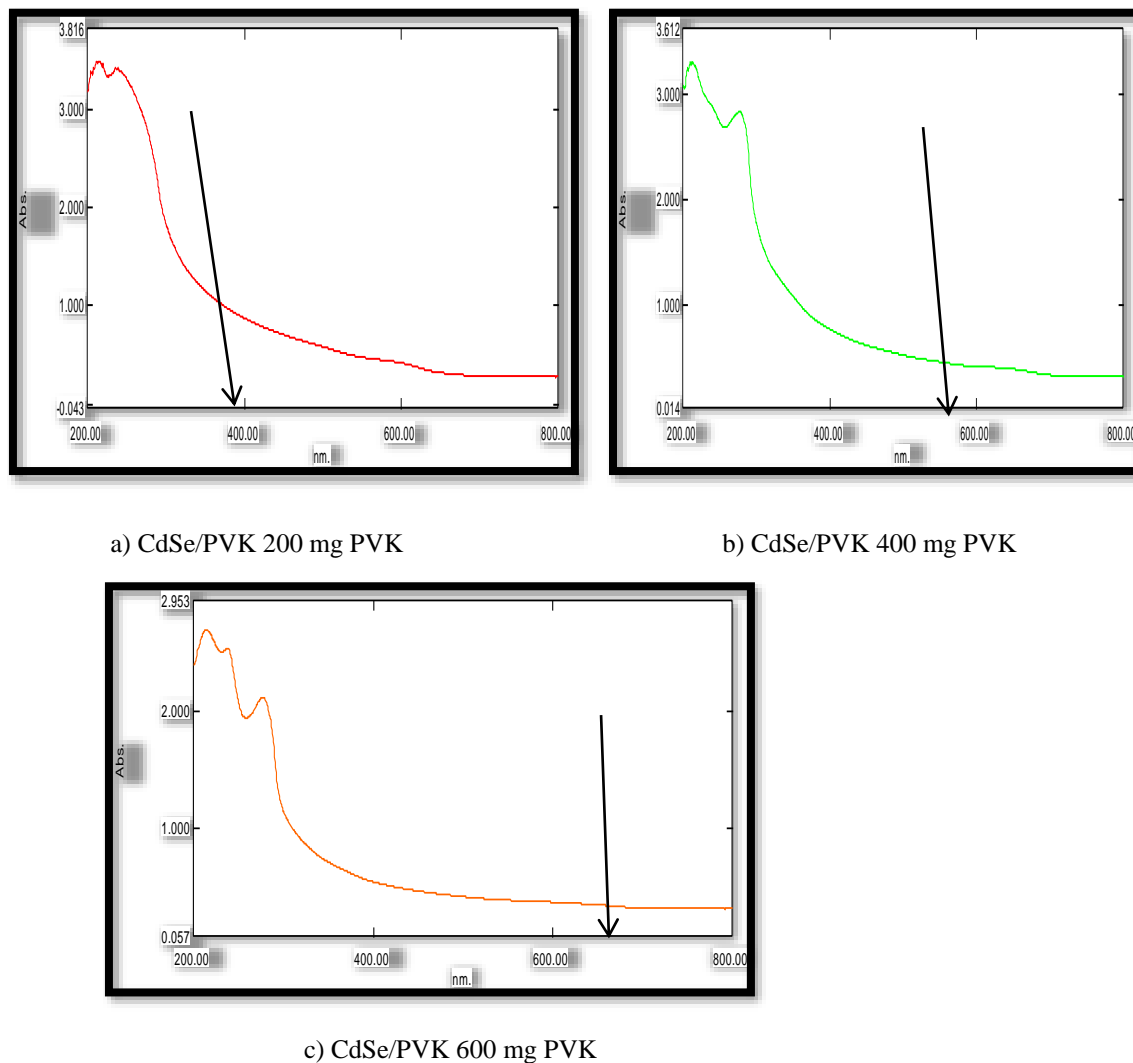 3.816
3.000
2.000
1.000
-0.043
Abs.
200.00 400.00 600.00 800.00
nm.
3.612
3.000
2.000
1.000
0.014
Abs.
200.00 400.00 600.00 800.00
nm.
a) CdSe/PVK 200 mg PVK
b) CdSe/PVK 400 mg PVK
2.953
2.000
1.000
0.057
Abs.
200.00 400.00 600.00 800.00
nm.
c) CdSe/PVK 600 mg PVK